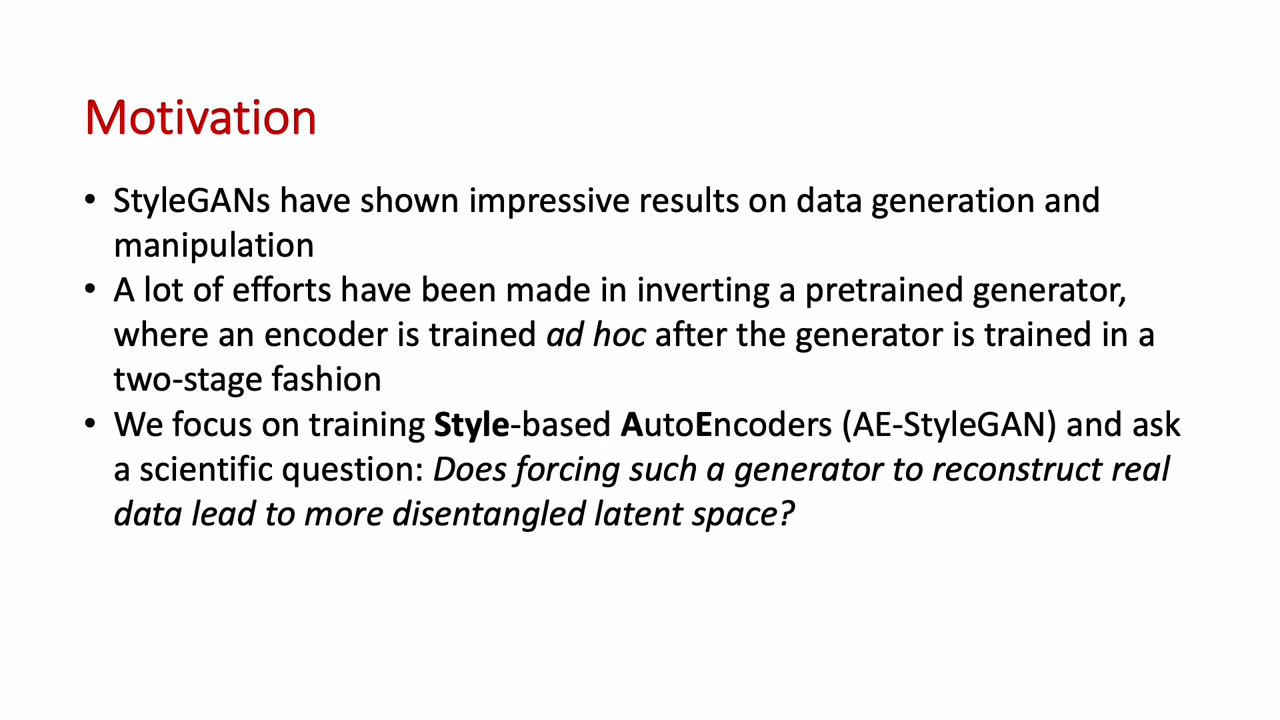 Motivation
• StyleGANs have shown impressive results on data generation and
manipulation
• A lot of efforts have been made in inverting a pretrained generator,
where an encoder is trained ad hoc after the generator is trained in a
two-stage fashion
• We focus on training Style-based AutoEncoders (AE-StyleGAN) and ask
a scientific question: Does forcing such a generator to reconstruct real
data lead to more disentangled latent space?